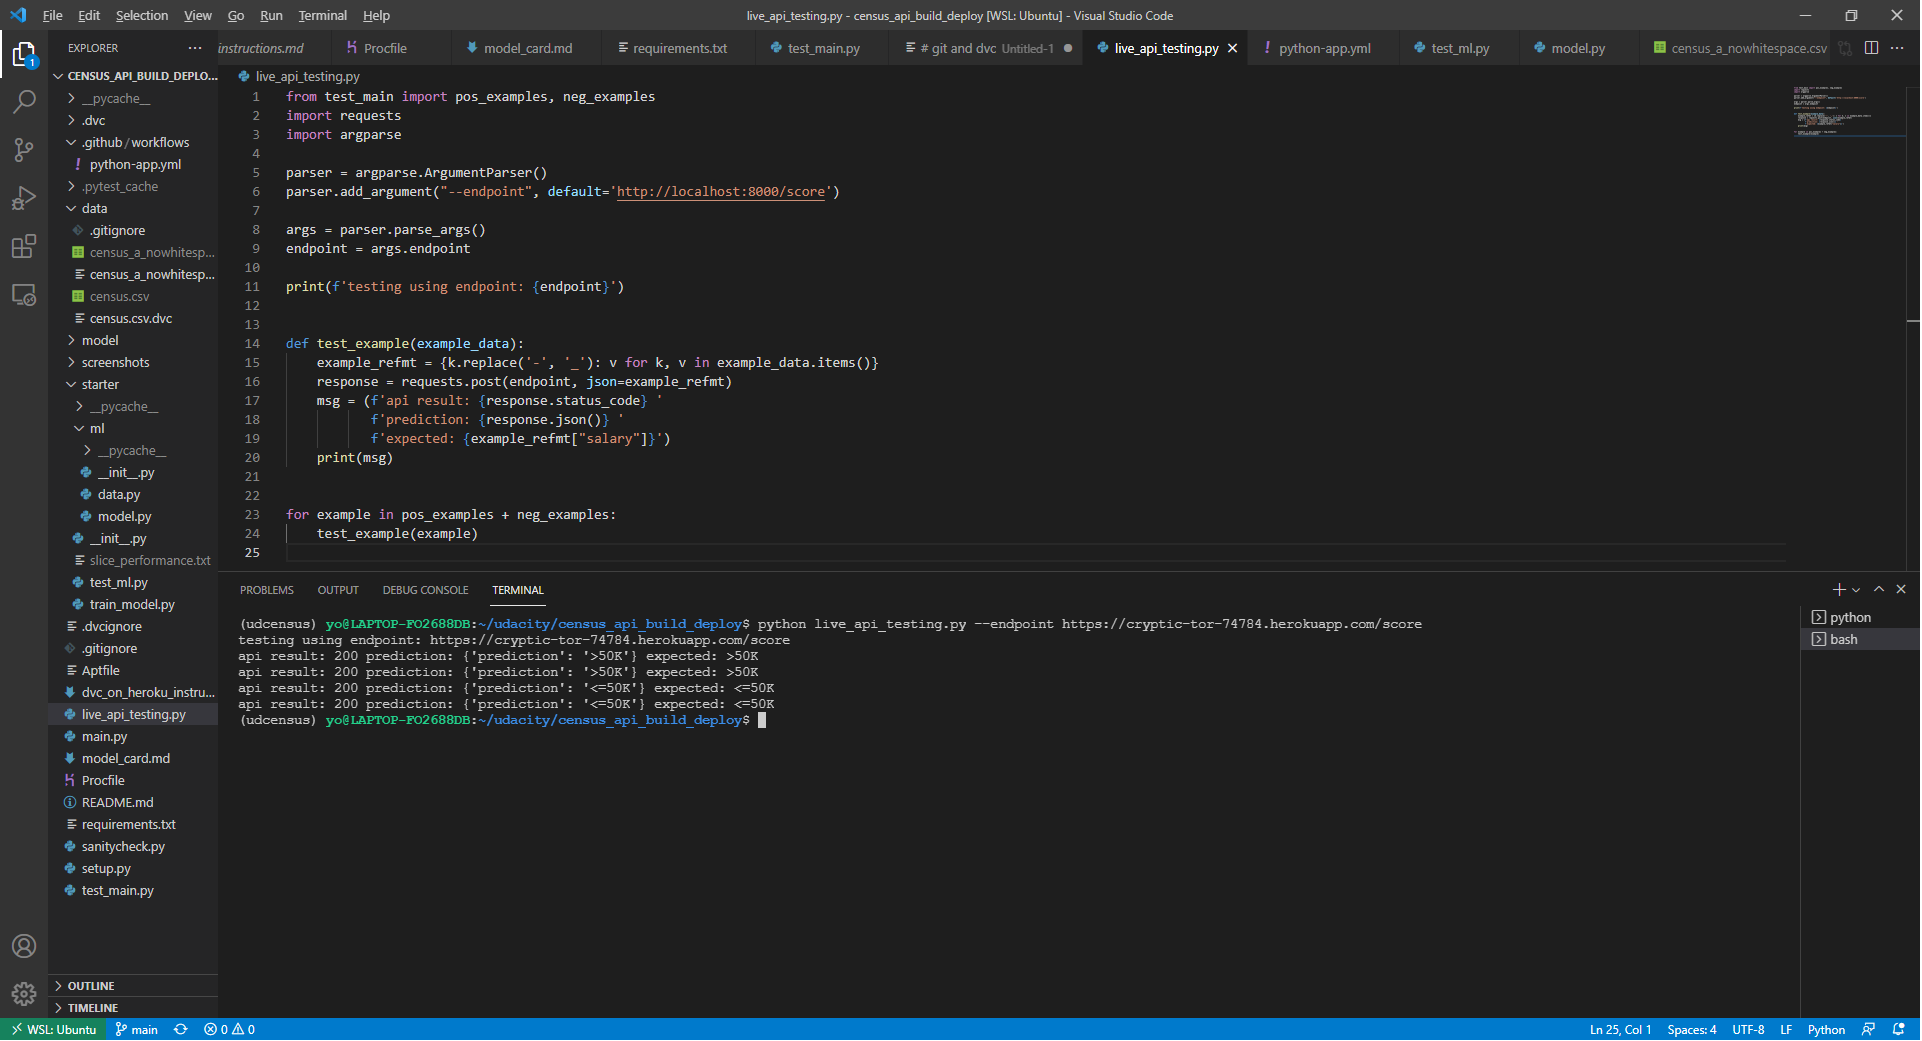 File Edit Selection View Go Run Terminal Help
live_api_testing.py - census_api_build_deploy [WSL: Ubuntu] - Visual Studio Code
EXPLORER
instructions.md Procfile model_card.md requirements.txt test_main.py # git and dvc Untitled-1 live_api_testing.py python-app.yml test_ml.py model.py census_a_nowhitespace.csv
1
CENSUS_API_BUILD_DEPLO...
__pycache__
.dvc
.github/workflows
python-app.yml
.pytest_cache
data
.gitignore
census_a_nowhitesp...
census_a_nowhitesp...
census.csv
census.csv.dvc
model
screenshots
starter
__pycache__
ml
__pycache__
__init__.py
data.py
model.py
__init__.py
slice_performance.txt
test_ml.py
train_model.py
.dvcignore
.gitignore
Aptfile
dvc_on_heroku_instru...
live_api_testing.py
main.py
model_card.md
Procfile
README.md
requirements.txt
sanitycheck.py
setup.py
test_main.py
OUTLINE
TIMELINE
live_api_testing.py
1 from test_main import pos_examples, neg_examples
2 import requests
3 import argparse
4
5 parser = argparse.ArgumentParser()
6 parser.add_argument("--endpoint", default='http://localhost:8000/score')
7
8 args = parser.parse_args()
9 endpoint = args.endpoint
10
11 print(f'testing using endpoint: {endpoint}')
12
13
14 def test_example(example_data):
15 example_refmt = {k.replace('-', '_'): v for k, v in example_data.items()}
16 response = requests.post(endpoint, json=example_refmt)
17 msg = (f'api result: {response.status_code} '
18 f'prediction: {response.json()} '
19 f'expected: {example_refmt["salary"]}')
20 print(msg)
21
22
23 for example in pos_examples + neg_examples:
24 test_example(example)
25
PROBLEMS OUTPUT DEBUG CONSOLE TERMINAL
(udcensus) yo@LAPTOP-FO2688DB:~/udacity/census_api_build_deploy$ python live_api_testing.py --endpoint https://cryptic-tor-74784.herokuapp.com/score
testing using endpoint: https://cryptic-tor-74784.herokuapp.com/score
api result: 200 prediction: {'prediction': '>50K'} expected: >50K
api result: 200 prediction: {'prediction': '>50K'} expected: >50K
api result: 200 prediction: {'prediction': '<=50K'} expected: <=50K
api result: 200 prediction: {'prediction': '<=50K'} expected: <=50K
(udcensus) yo@LAPTOP-FO2688DB:~/udacity/census_api_build_deploy$
python
bash
WSL: Ubuntu main 0 0 Ln 25, Col 1 Spaces: 4 UTF-8 LF Python